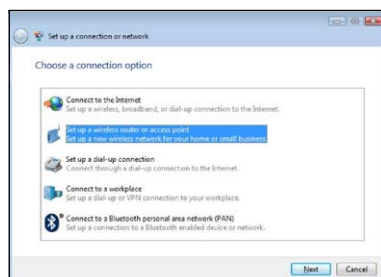 Set up a connection or network
Choose a connection option
Connect to the Internet
Set up a wireless, broadband, or dial-up connection to the Internet.
Set up a wireless router or access point
Set up a new wireless network for your home or small business
Set up a dial-up connection
Connect through a dial-up connection to the Internet.
Connect to a workplace
Set up a dial-up or VPN connection to your workplace.
Connect to a Bluetooth personal area network (PAN)
Set up a connection to a Bluetooth enabled device or network.
Next Cancel